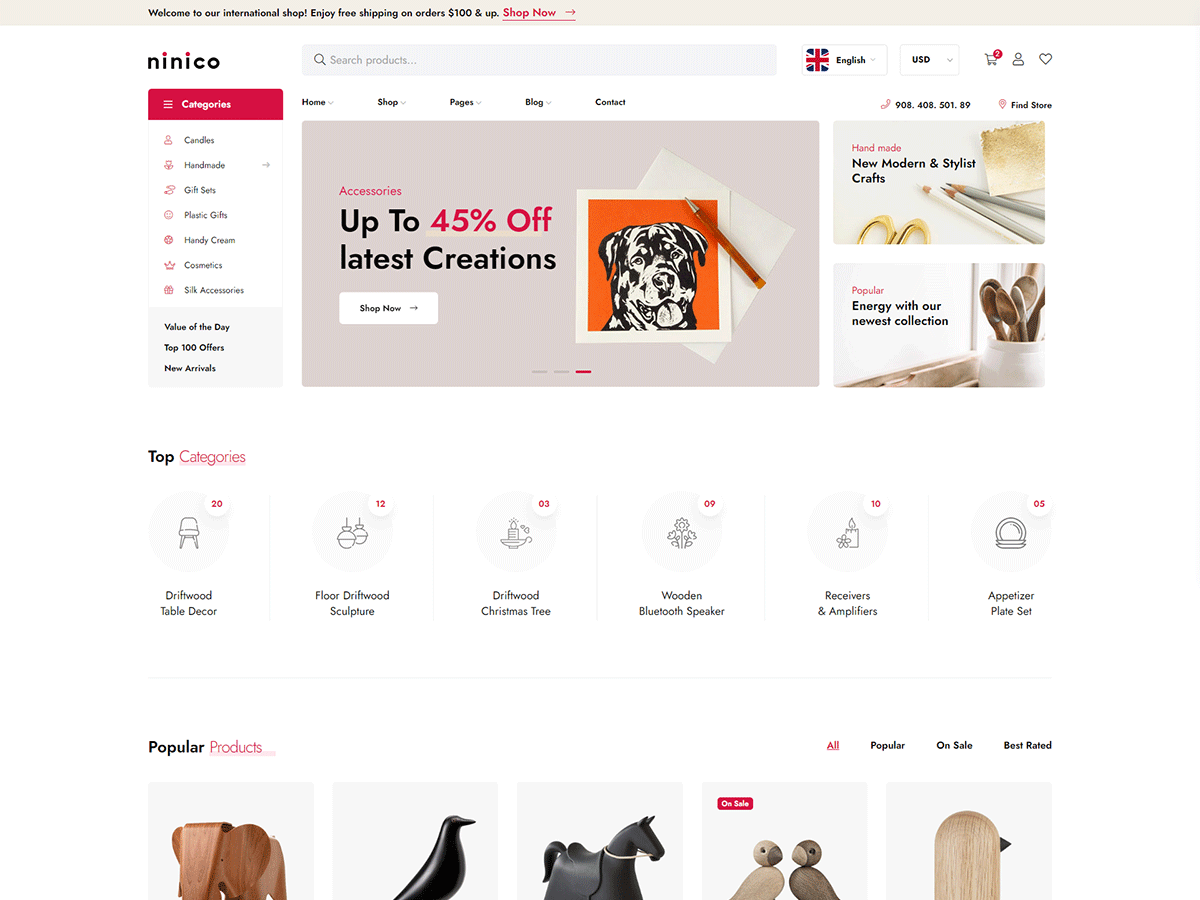 Welcome to our international shop! Enjoy free shipping on orders $100 & up. Shop Now
ninico
Search products...
English
USD
2
Categories
Home
Shop
Pages
Blog
Contact
908. 408. 501. 89
Find Store
Candles
Handmade
Gift Sets
Plastic Gifts
Handy Cream
Cosmetics
Silk Accessories
Value of the Day
Top 100 Offers
New Arrivals
Accessories
Up To 45% Off
latest Creations
Shop Now
Hand made
New Modern & Stylist
Crafts
Popular
Energy with our
newest collection
Top Categories
20
Driftwood
Table Decor
12
Floor Driftwood
Sculpture
03
Driftwood
Christmas Tree
09
Wooden
Bluetooth Speaker
10
Receivers
& Amplifiers
05
Appetizer
Plate Set
Popular Products
All
Popular
On Sale
Best Rated
On Sale